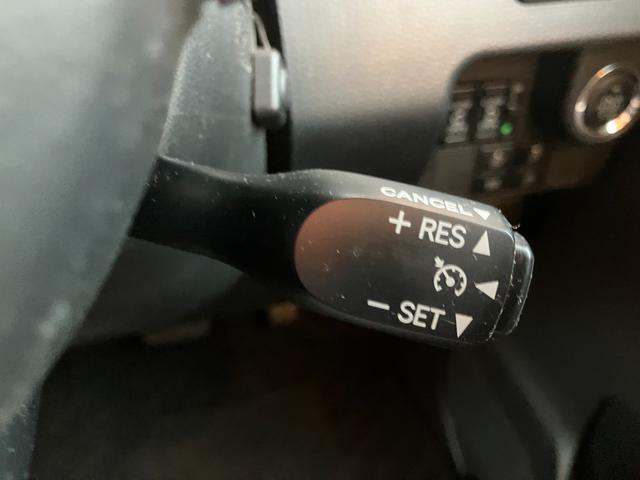 CANCEL▼
+ RES ▲
◀
− SET ▼